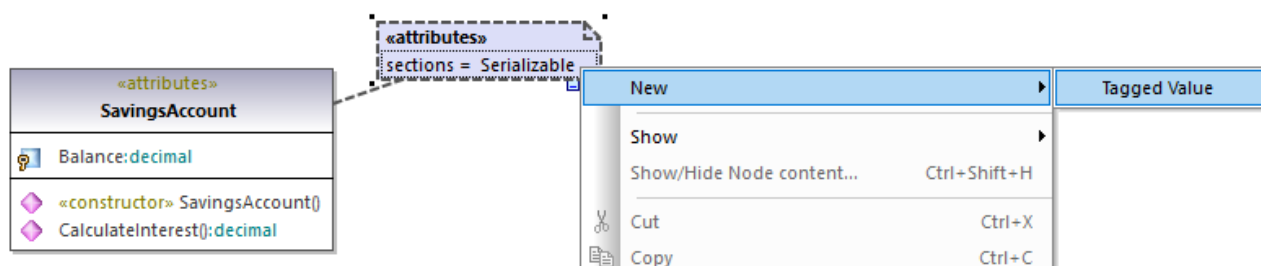 «attributes»
SavingsAccount
Balance:decimal
«constructor» SavingsAccount()
CalculateInterest():decimal
«attributes»
sections = Serializable
New
Tagged Value
Show
Show/Hide Node content... Ctrl+Shift+H
Cut Ctrl+X
Copy Ctrl+C